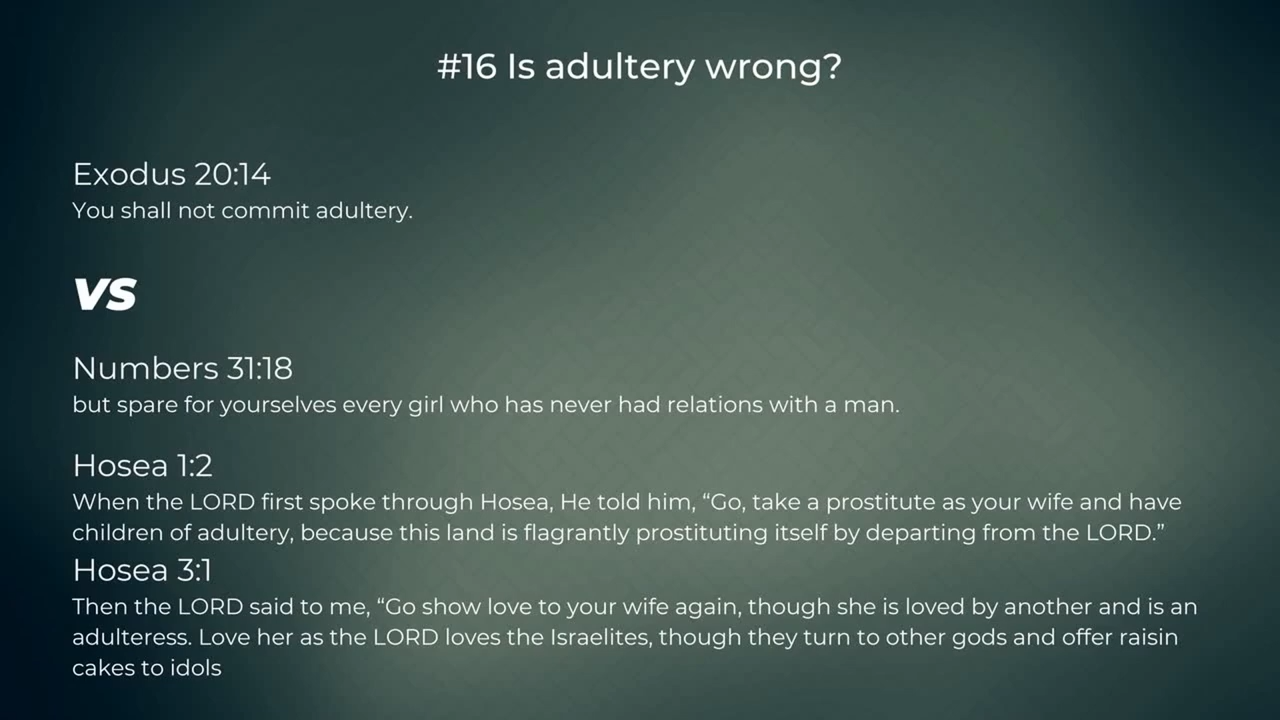 #16 Is adultery wrong?
Exodus 20:14
You shall not commit adultery.
VS
Numbers 31:18
but spare for yourselves every girl who has never had relations with a man.
Hosea 1:2
When the LORD first spoke through Hosea, He told him, “Go, take a prostitute as your wife and have
children of adultery, because this land is flagrantly prostituting itself by departing from the LORD.”
Hosea 3:1
Then the LORD said to me, “Go show love to your wife again, though she is loved by another and is an
adulteress. Love her as the LORD loves the Israelites, though they turn to other gods and offer raisin
cakes to idols